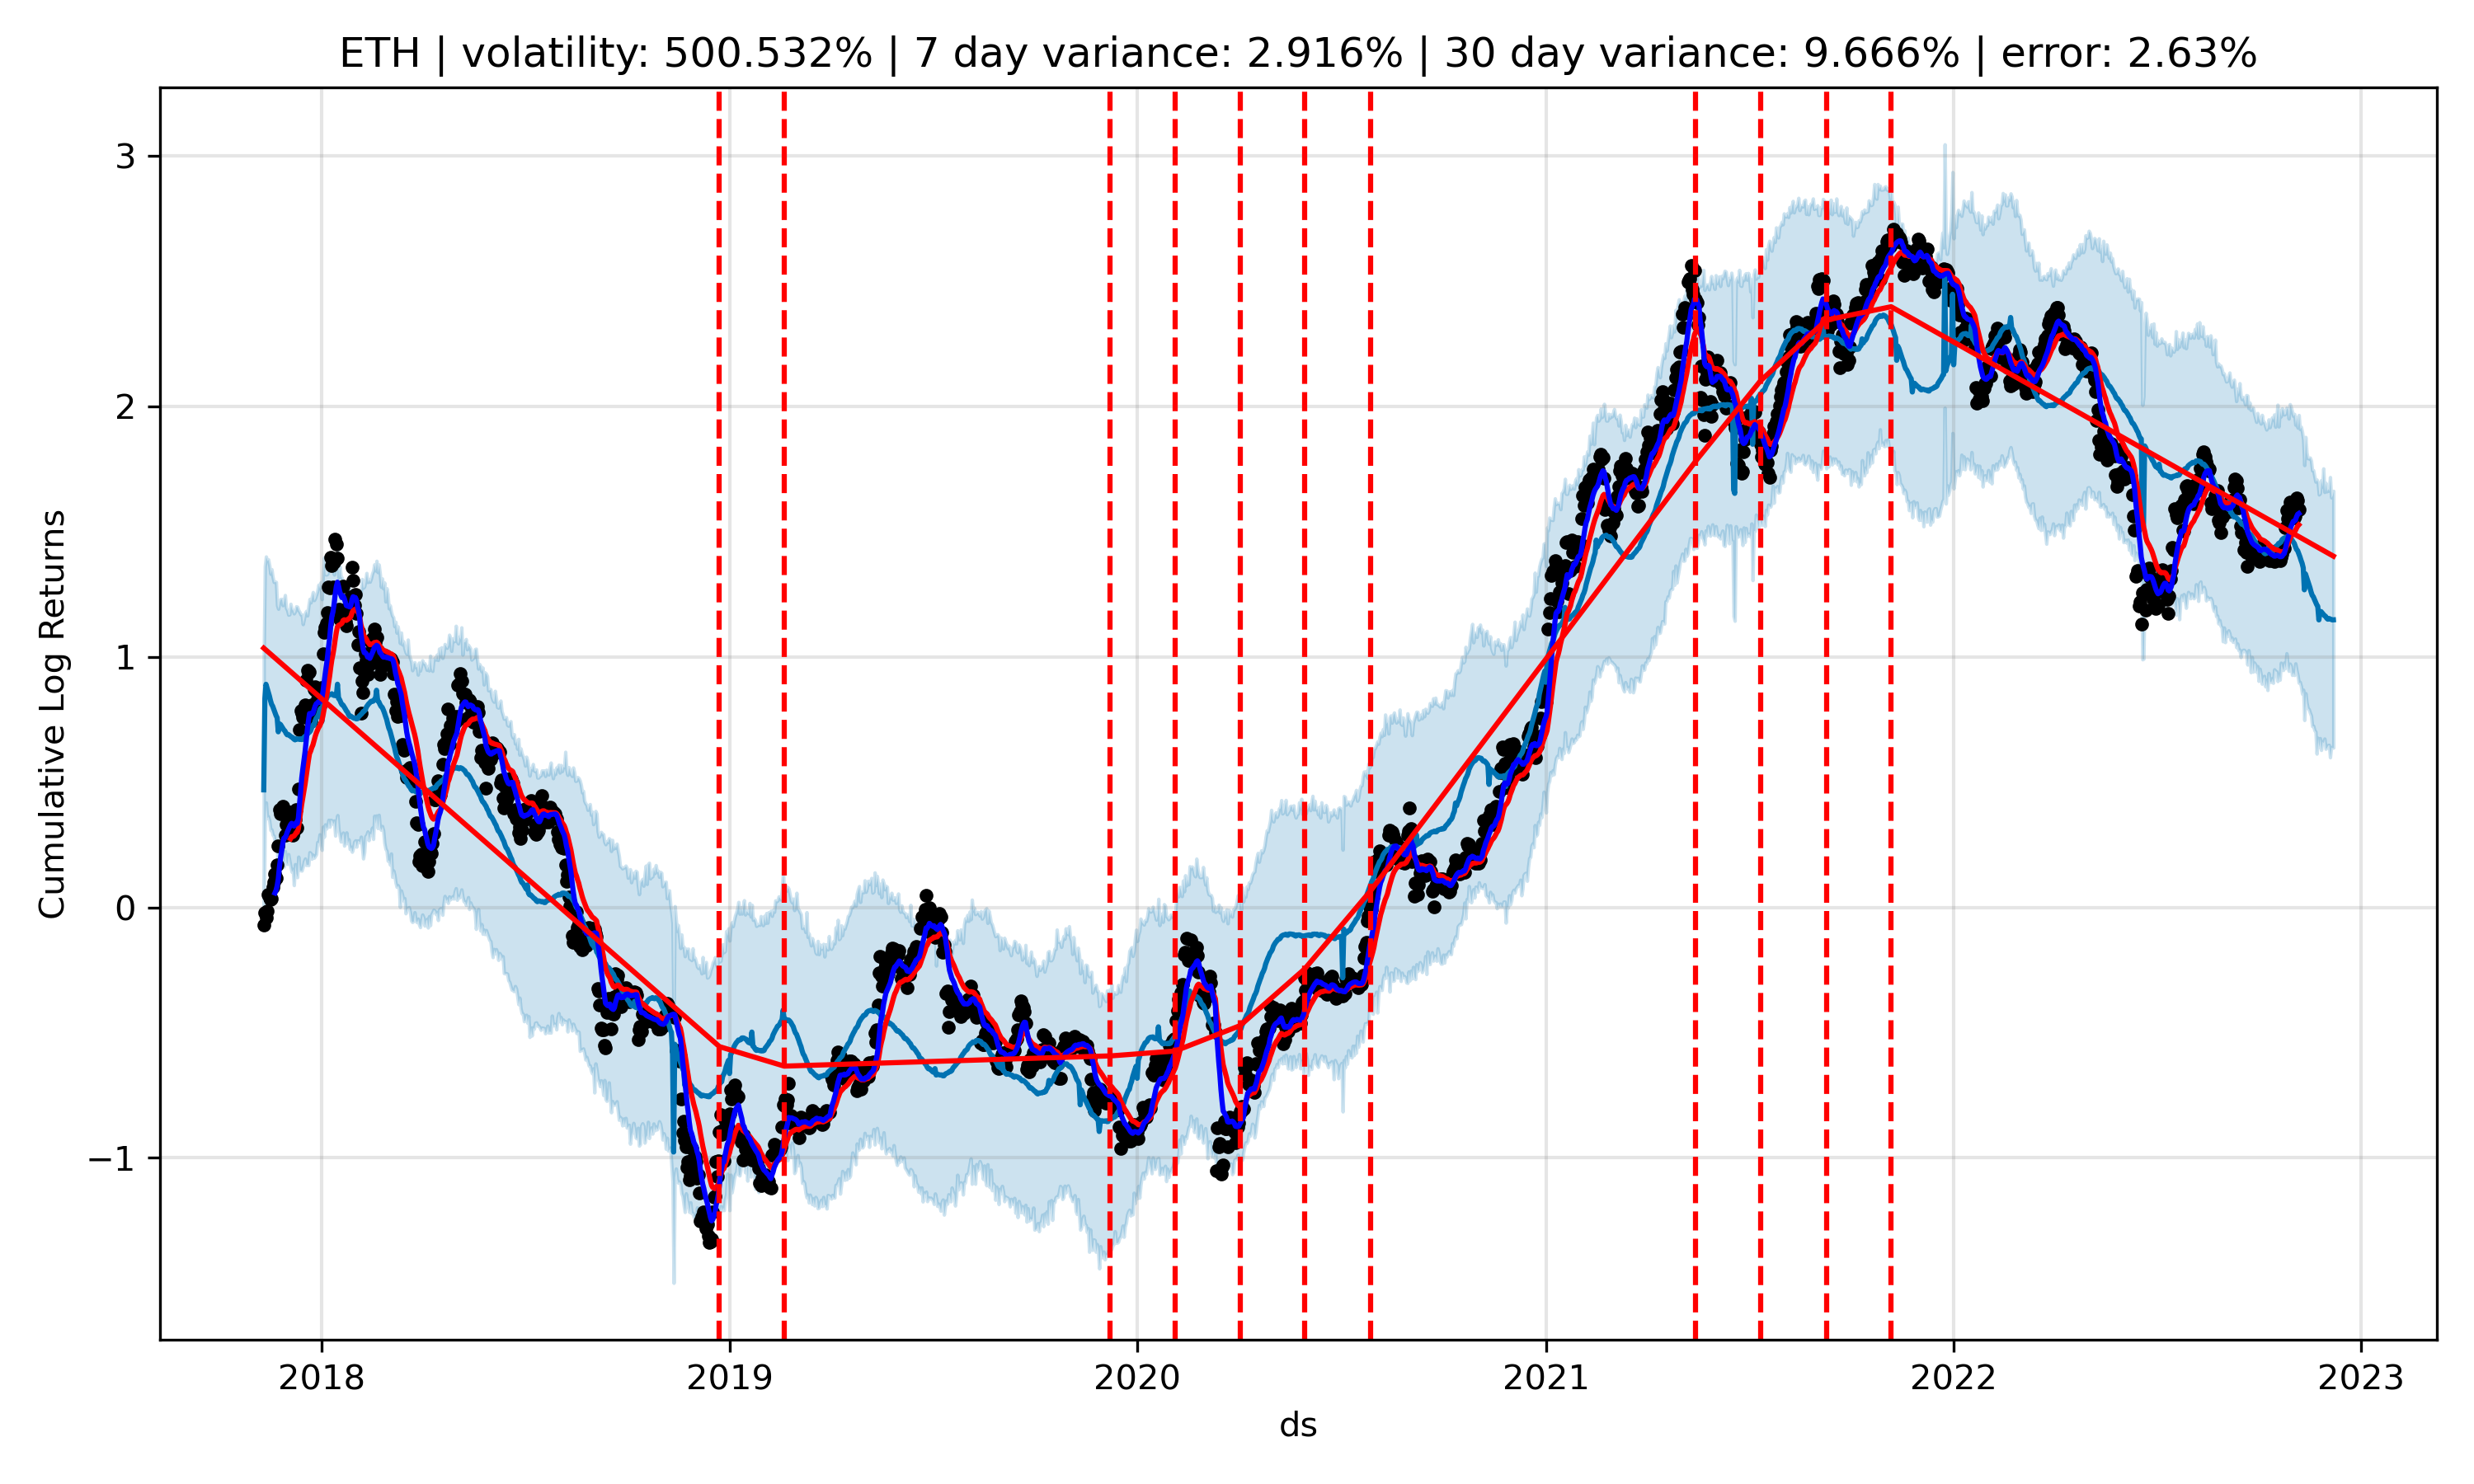 ETH | volatility: 500.532% | 7 day variance: 2.916% | 30 day variance: 9.666% | error: 2.63%
Cumulative Log Returns
3
2
1
0
−1
2018 2019 2020 2021 2022 2023
ds